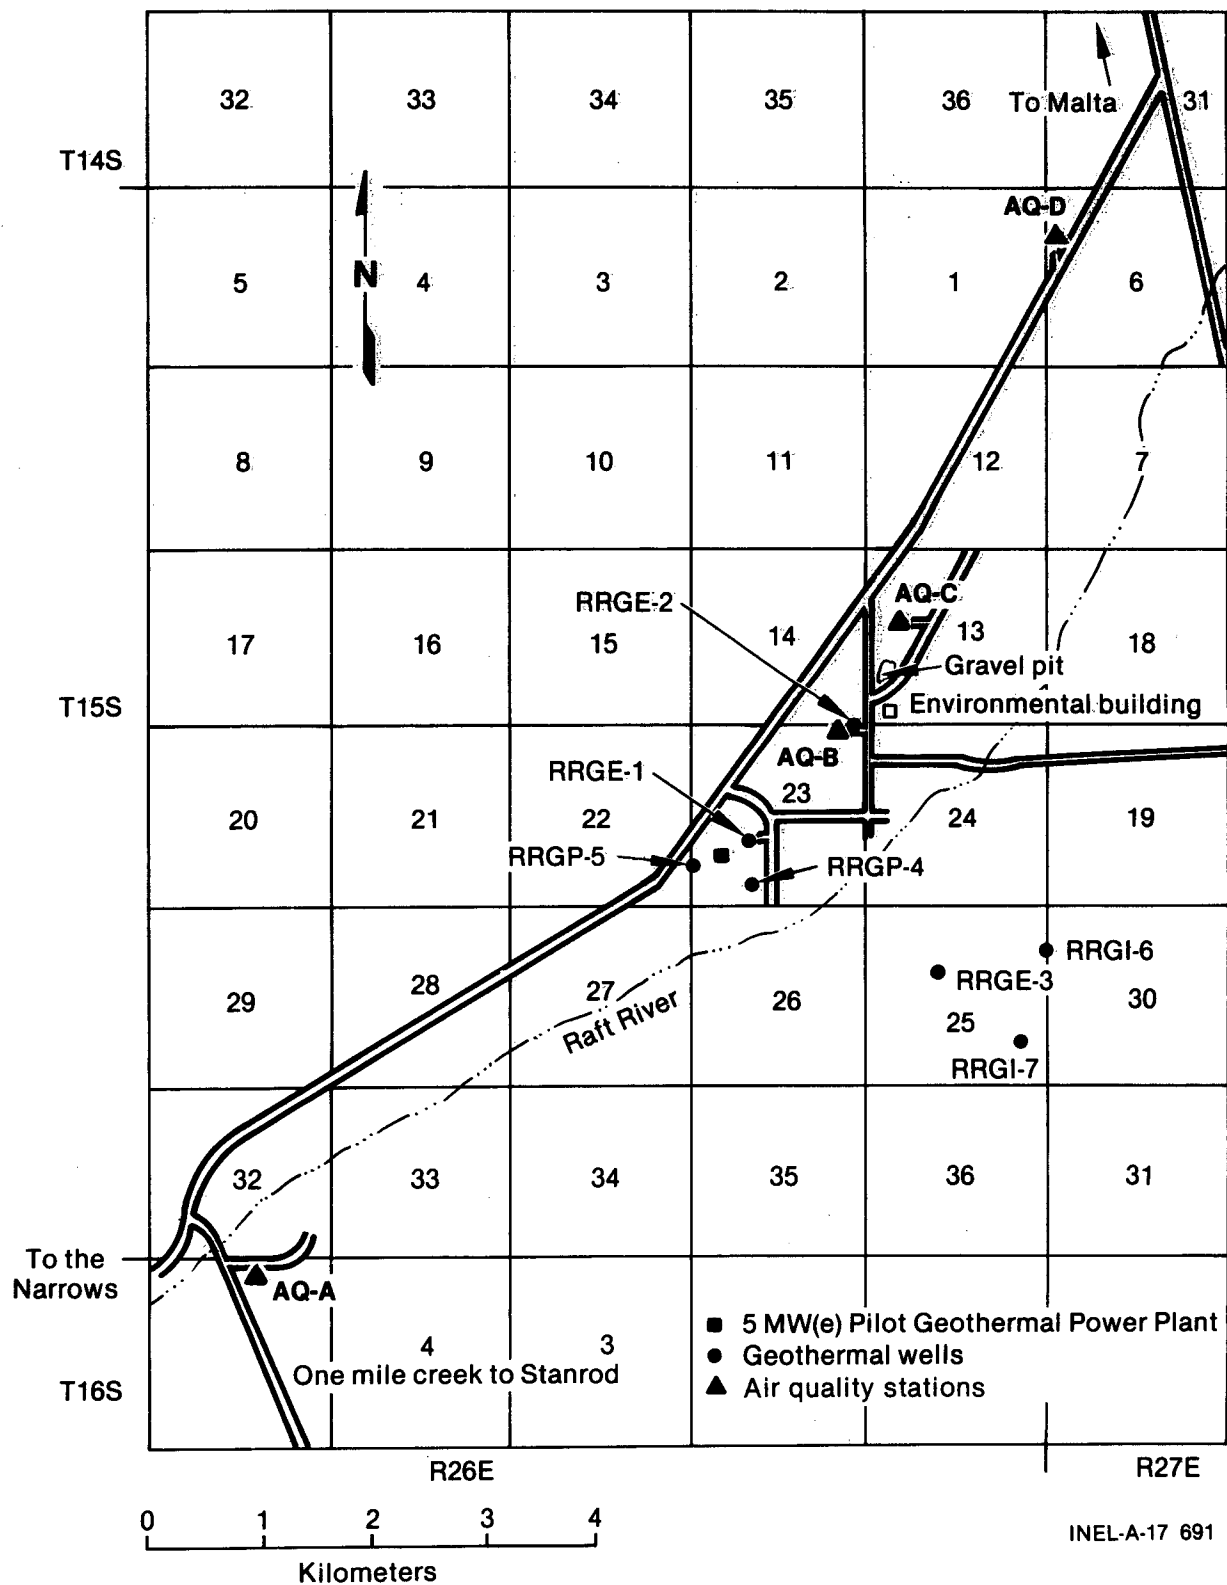 32 33 34 35 36 31
To Malta
T14S
AQ-D
N
5 4 3 2 1 6
8 9 10 11 12 7
RRGE-2
AQ-C
17 16 15 14 13 18
Gravel pit
T15S
Environmental building
AQ-B
RRGE-1
23
20 21 22 24 19
RRGP-5
RRGP-4
RRGI-6
RRGE-3
29 28 27 26 25 30
Raft River
RRGI-7
32 33 34 35 36 31
To the
Narrows
AQ-A
5 MW(e) Pilot Geothermal Power Plant
4 3
Geothermal wells
One mile creek to Stanrod
Air quality stations
T16S
R26E
R27E
0 1 2 3 4
Kilometers
INEL-A-17 691